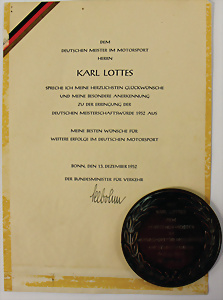 DEM
DEUTSCHEN MEISTER IM MOTORSPORT
HERRN
KARL LOTTES
SPRECHE ICH MEINE HERZLICHSTEN GLÜCKWÜNSCHE
UND MEINE BESONDERE ANERKENNUNG
ZU DER ERRINGUNG DER
DEUTSCHEN MEISTERSCHAFTSWÜRDE 1952 AUS
MEINE BESTEN WÜNSCHE FÜR
WEITERE ERFOLGE IM DEUTSCHEN MOTORSPORT
BONN, DEN 13. DEZEMBER 1952
DER BUNDESMINISTER FÜR VERKEHR
Seebohm